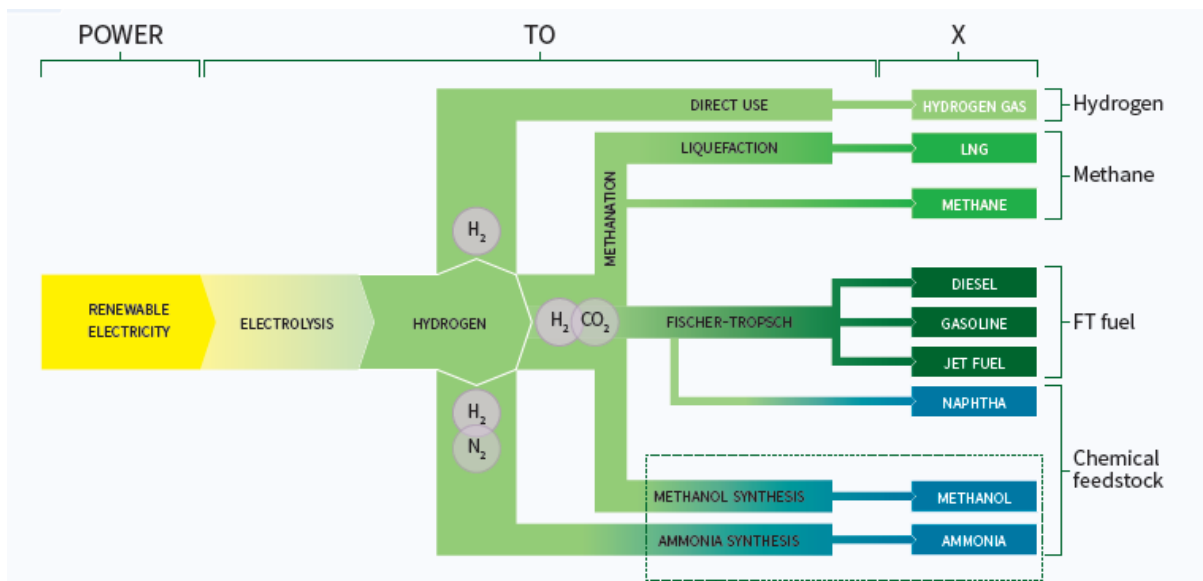 POWER
TO
X
DIRECT USE
HYDROGEN GAS
Hydrogen
LIQUEFACTION
LNG
METHANATION
Methane
METHANE
H₂
RENEWABLE
ELECTRICITY
ELECTROLYSIS
HYDROGEN
H₂
CO₂
FISCHER-TROPSCH
DIESEL
GASOLINE
JET FUEL
FT fuel
NAPHTHA
H₂
N₂
Chemical
feedstock
METHANOL SYNTHESIS
METHANOL
AMMONIA SYNTHESIS
AMMONIA